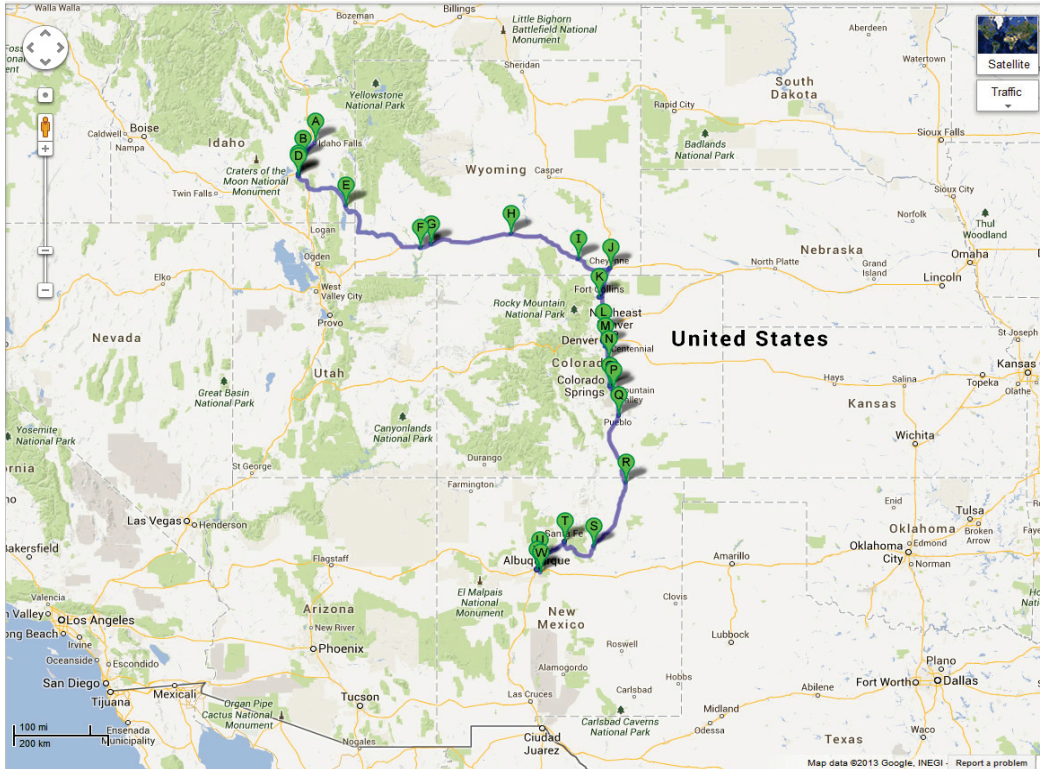 Walla Walla
Bozeman
Billings
Little Bighorn
Battlefield National
Monument
Aberdeen
Sheridan
Watertown
South
Dakota
Satellite
Traffic
Yellowstone
National Park
Rapid City
A
B
Boise
Caldwell
Nampa
Idaho
Idaho Falls
D
Craters of the
Moon National
Monument
Wyoming
Casper
Badlands
National Park
Sioux Falls
Twin Falls
E
Sioux City
Logan
F
G
H
I
J
Norfolk
Thul
Woodland
Ogden
Cheyenne
Nebraska
Omaha
Elko
North Platte
Grand
Island
Lincoln
West
Valley City
K
Fort Collins
Provo
Rocky Mountain
National Park
L
M
N
Denver
Centennial
United States
St Joseph
Nevada
Utah
Colorado
P
Colorado
Springs
Kansas
City
Hays
Salina
Topeka
Olathe
Great Basin
National Park
Q
Pueblo
Kansas
Canyonlands
National Park
Yosemite
National Park
Wichita
St George
Durango
R
Farmington
Las Vegas
Henderson
Enid
Tulsa
Broken
Arrow
T
S
Santa Fe
Oklahoma
Bakersfield
U
W
Albuquerque
Flagstaff
Amarillo
Oklahoma
City
Edmond
Norman
El Malpais
National
Monument
Clovis
Valencia
Los Angeles
Long Beach
Irvine
Arizona
New River
New
Mexico
Phoenix
Lubbock
Roswell
Oceanside
Escondido
Alamogordo
Hobbs
Plano
Dallas
Fort Worth
San Diego
Tijuana
Mexicali
Tucson
Las Cruces
Carlsbad
Abilene
Organ Pipe
Cactus National
Monument
Carlsbad Caverns
National Park
Midland
Odessa
100 mi
200 km
Ensenada
Municipality
Nogales
Ciudad
Juarez
Waco
Texas
Map data ©2013 Google, INEGI - Report a problem